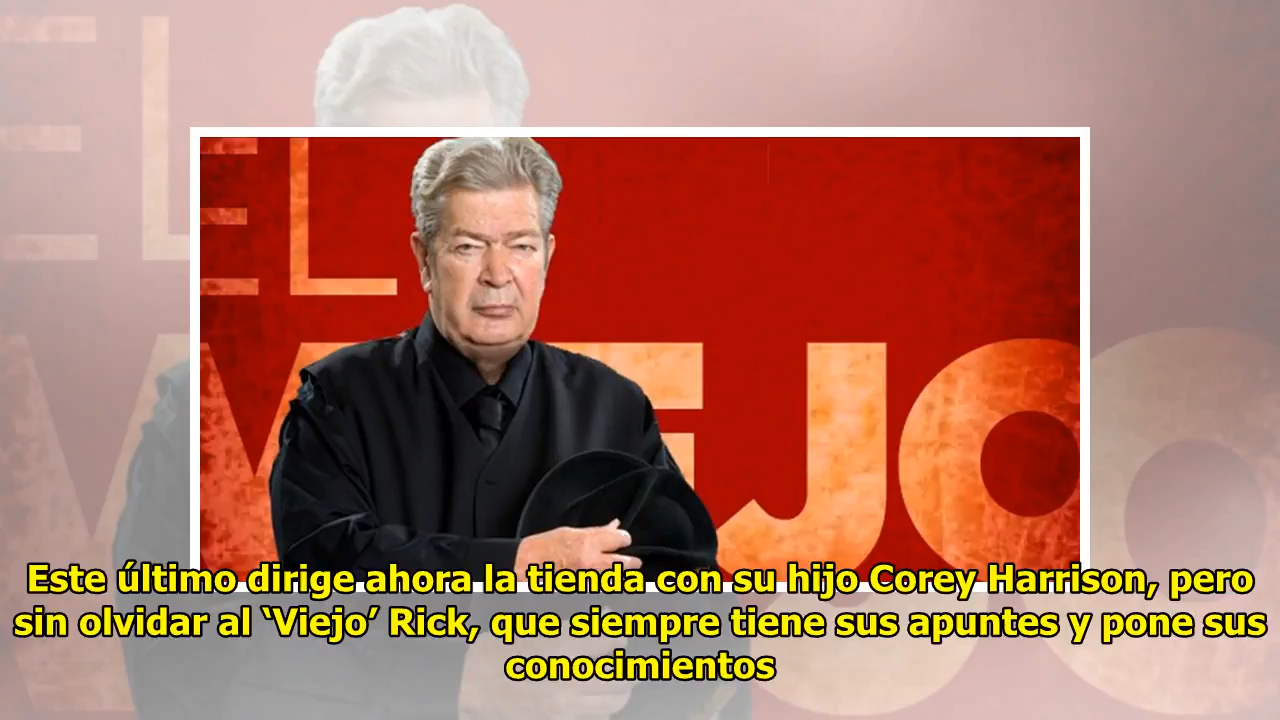 EL
VIEJO
Este último dirige ahora la tienda con su hijo Corey Harrison, pero
sin olvidar al ‘Viejo’ Rick, que siempre tiene sus apuntes y pone sus
conocimientos